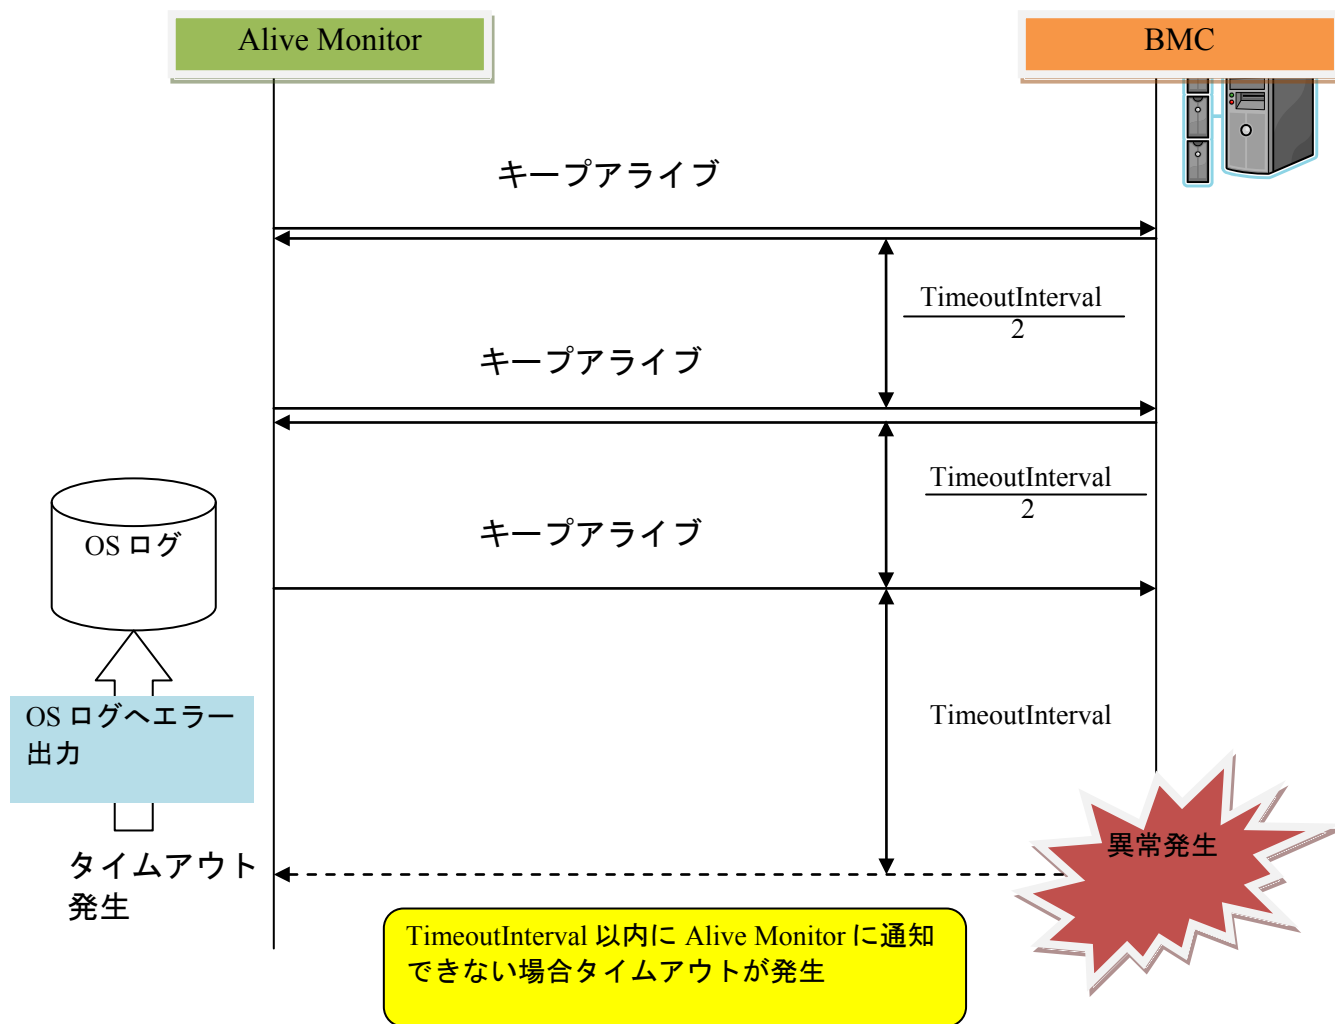 Alive Monitor
BMC
キープアライブ
TimeoutInterval
2
キープアライブ
TimeoutInterval
2
キープアライブ
OS ログ
OS ログへエラー
出力
TimeoutInterval
タイムアウト
発生
異常発生
TimeoutInterval 以内に Alive Monitor に通知
できない場合タイムアウトが発生